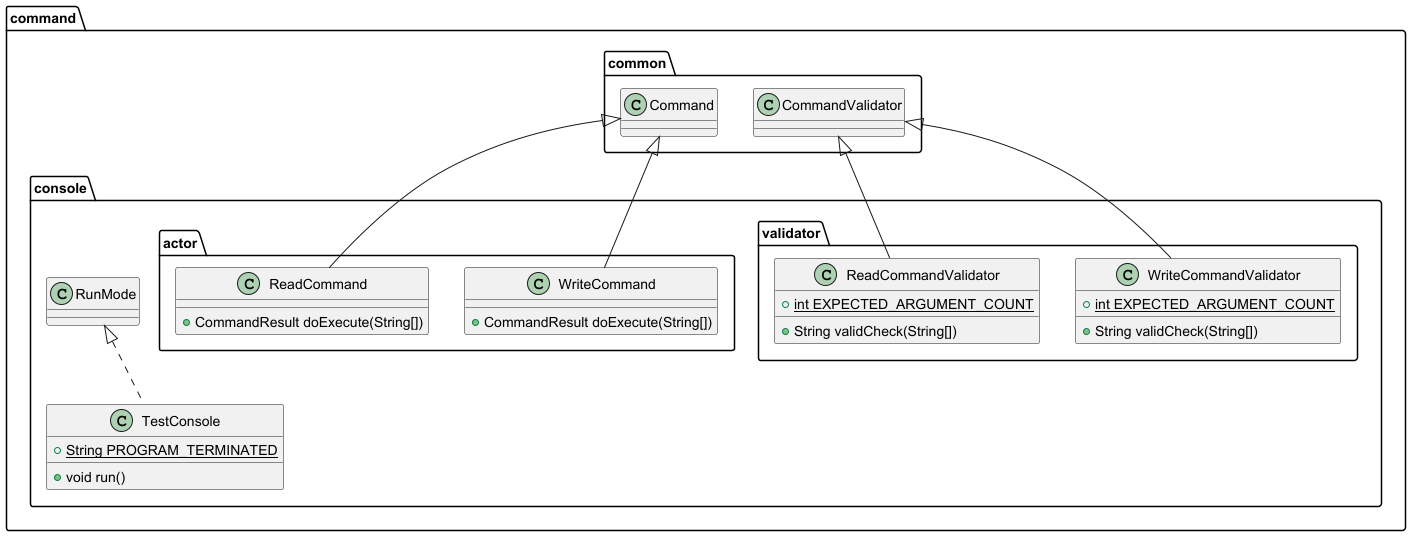 command
common
C Command
C CommandValidator
console
actor
validator
C ReadCommand
CommandResult doExecute(String[])
C WriteCommand
CommandResult doExecute(String[])
C ReadCommandValidator
int EXPECTED_ARGUMENT_COUNT
String validCheck(String[])
C WriteCommandValidator
int EXPECTED_ARGUMENT_COUNT
String validCheck(String[])
C RunMode
C TestConsole
String PROGRAM_TERMINATED
void run()